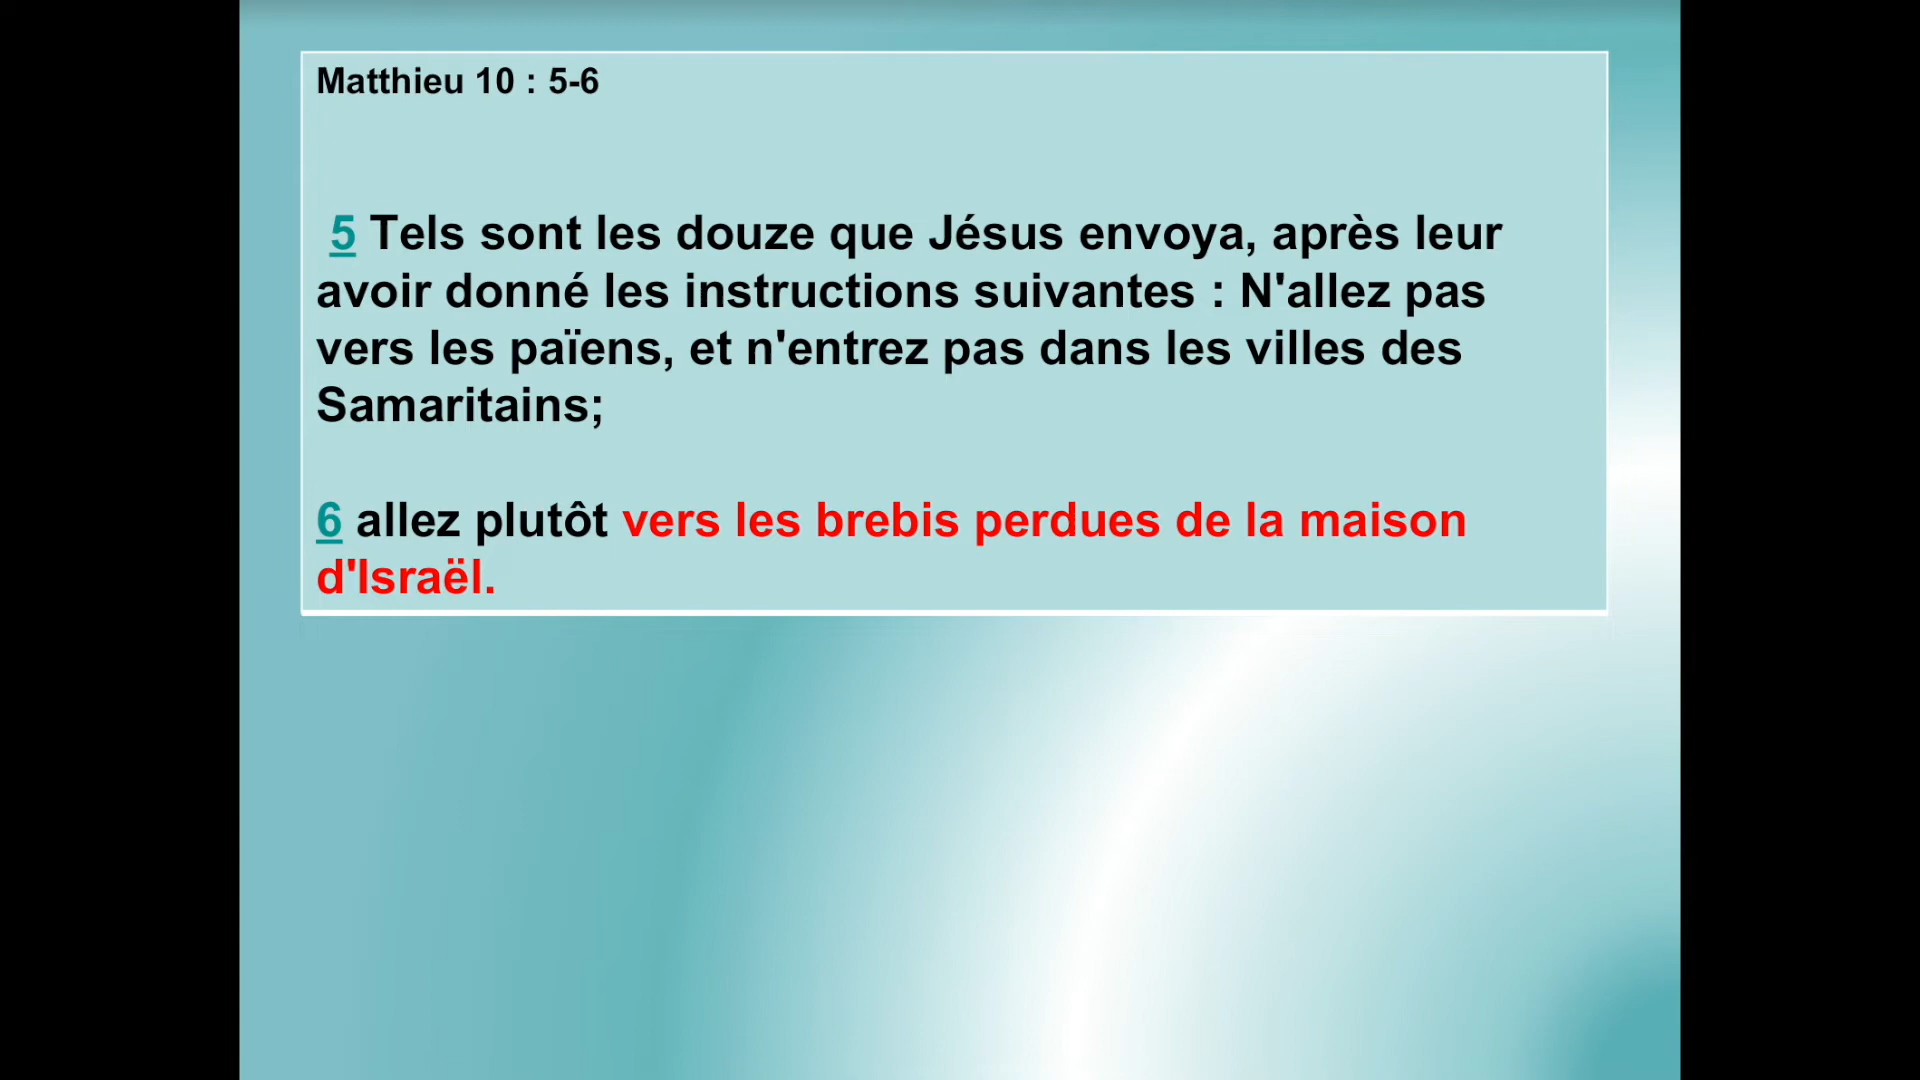 Matthieu 10 : 5-6
5 Tels sont les douze que Jésus envoya, après leur
avoir donné les instructions suivantes : N'allez pas
vers les païens, et n'entrez pas dans les villes des
Samaritains;
6 allez plutôt vers les brebis perdues de la maison
d'Israël.